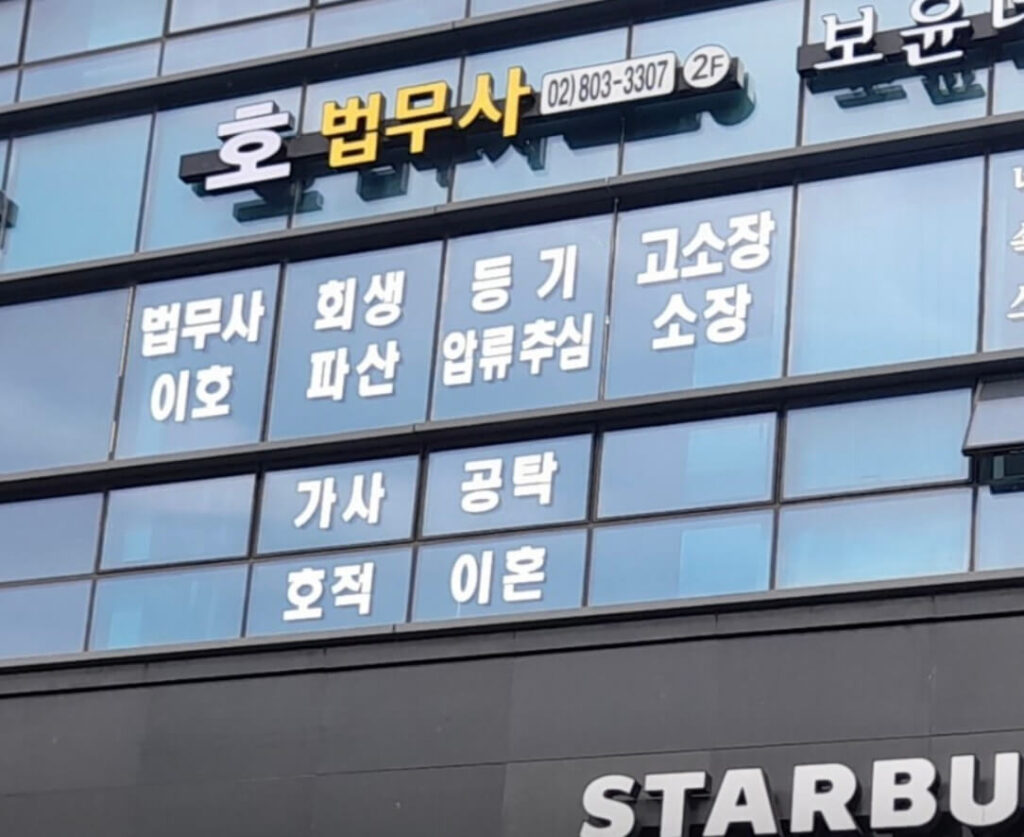 호 법무사 02)803-3307 2F
보윤
법무사
이호
회생
파산
등기
압류추심
고소장
소장
가사
공탁
호적
이혼
STARBU